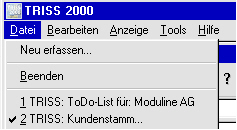 TRISS 2000
Datei Bearbeiten Anzeige Tools Hilfe
Neu erfassen...
Beenden
?
1 TRISS: ToDo-List für: Moduline AG
✓ 2 TRISS: Kundenstamm...